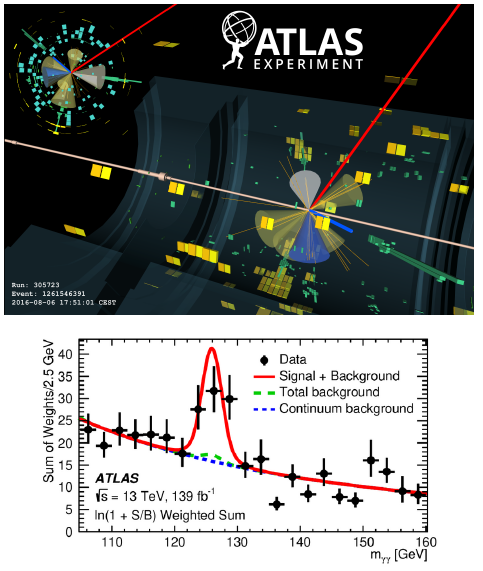 ATLAS
EXPERIMENT
Run: 305723
Event: 1261546391
2016-08-06 17:51:01 CEST
Sum of Weights/2.5 GeV
40
35
30
25
20
15
10
5
0
Data
Signal + Background
Total background
Continuum background
ATLAS
√s = 13 TeV, 139 fb⁻¹
ln(1 + S/B) Weighted Sum
110 120 130 140 150 160
mγγ [GeV]